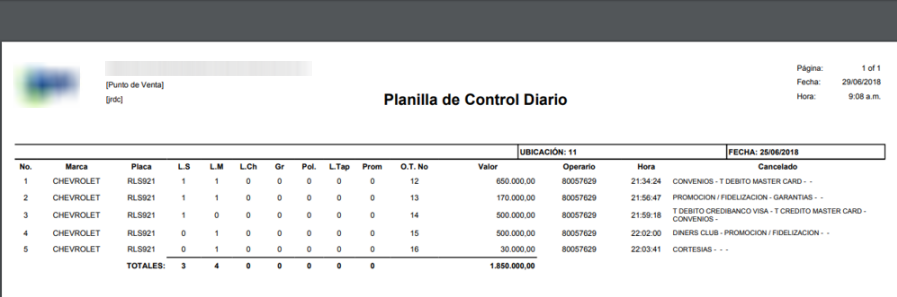 Página: 1 of 1
[Punto de Venta] Fecha: 29/06/2018
[jrdc] Hora: 9:08 a.m.
Planilla de Control Diario
UBICACIÓN: 11 FECHA: 25/06/2018
No. Marca Placa L.S L.M L.Ch Gr Pol. L.Tap Prom O.T. No Valor Operario Hora Cancelado
1 CHEVROLET RLS921 1 1 0 0 0 0 0 12 650.000,00 80057629 21:34:24 CONVENIOS - T DEBITO MASTER CARD - -
2 CHEVROLET RLS921 1 1 0 0 0 0 0 13 170.000,00 80057629 21:56:47 PROMOCION / FIDELIZACION - GARANTIAS - -
3 CHEVROLET RLS921 1 0 0 0 0 0 0 14 500.000,00 80057629 21:59:18 T DEBITO CREDIBANCO VISA - T CREDITO MASTER CARD -
CONVENIOS -
4 CHEVROLET RLS921 0 1 0 0 0 0 0 15 500.000,00 80057629 22:02:00 DINERS CLUB - PROMOCION / FIDELIZACION - -
5 CHEVROLET RLS921 0 1 0 0 0 0 0 16 30.000,00 80057629 22:03:41 CORTESIAS - - -
TOTALES: 3 4 0 0 0 0 0 1.850.000,00